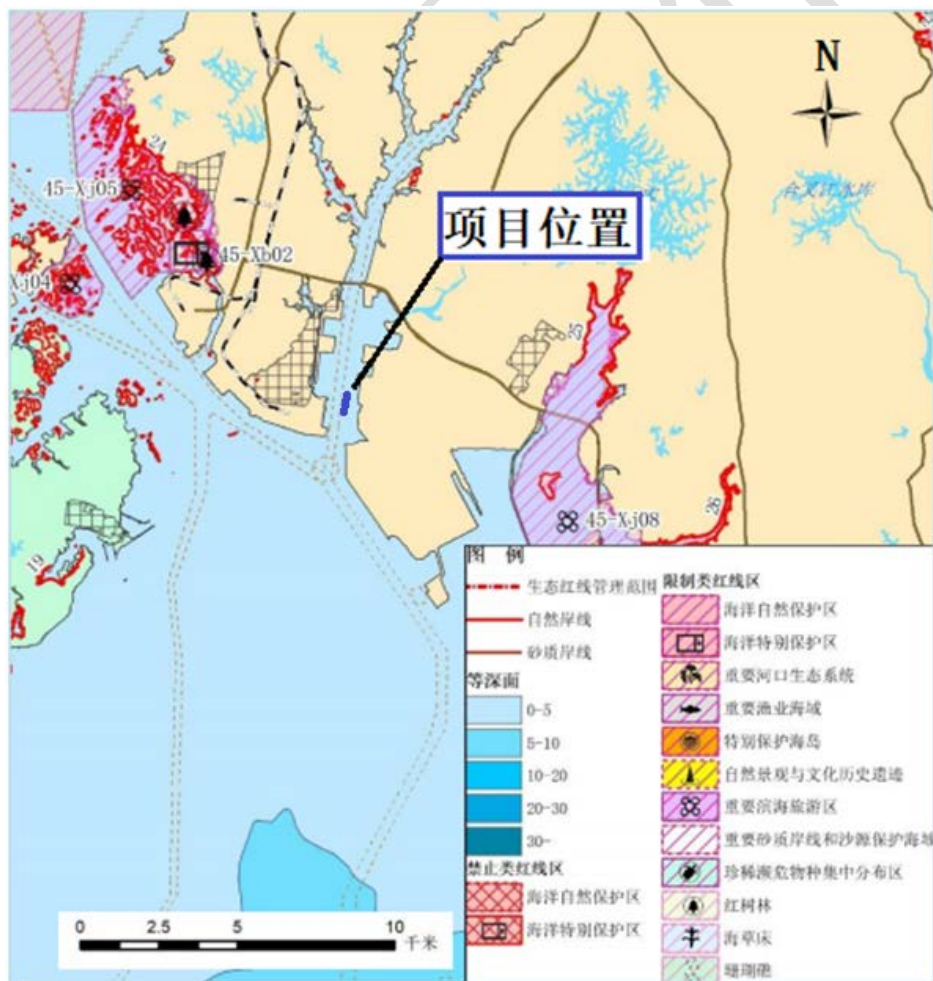 N
24
45-Xj05
45-Xb02
Xj04
项目位置
25
45-Xj08
26
19
图 例
生态红线管理范围
自然岸线
砂质岸线
等深面
0-5
5-10
10-20
20-30
30-
禁止类红线区
海洋自然保护区
海洋特别保护区
限制类红线区
海洋自然保护区
海洋特别保护区
重要河口生态系统
重要渔业海域
特别保护海岛
自然景观与文化历史遗迹
重要滨海旅游区
重要砂质岸线和沙源保护海域
珍稀濒危物种集中分布区
红树林
海草床
珊瑚礁
0 2.5 5 10
千米